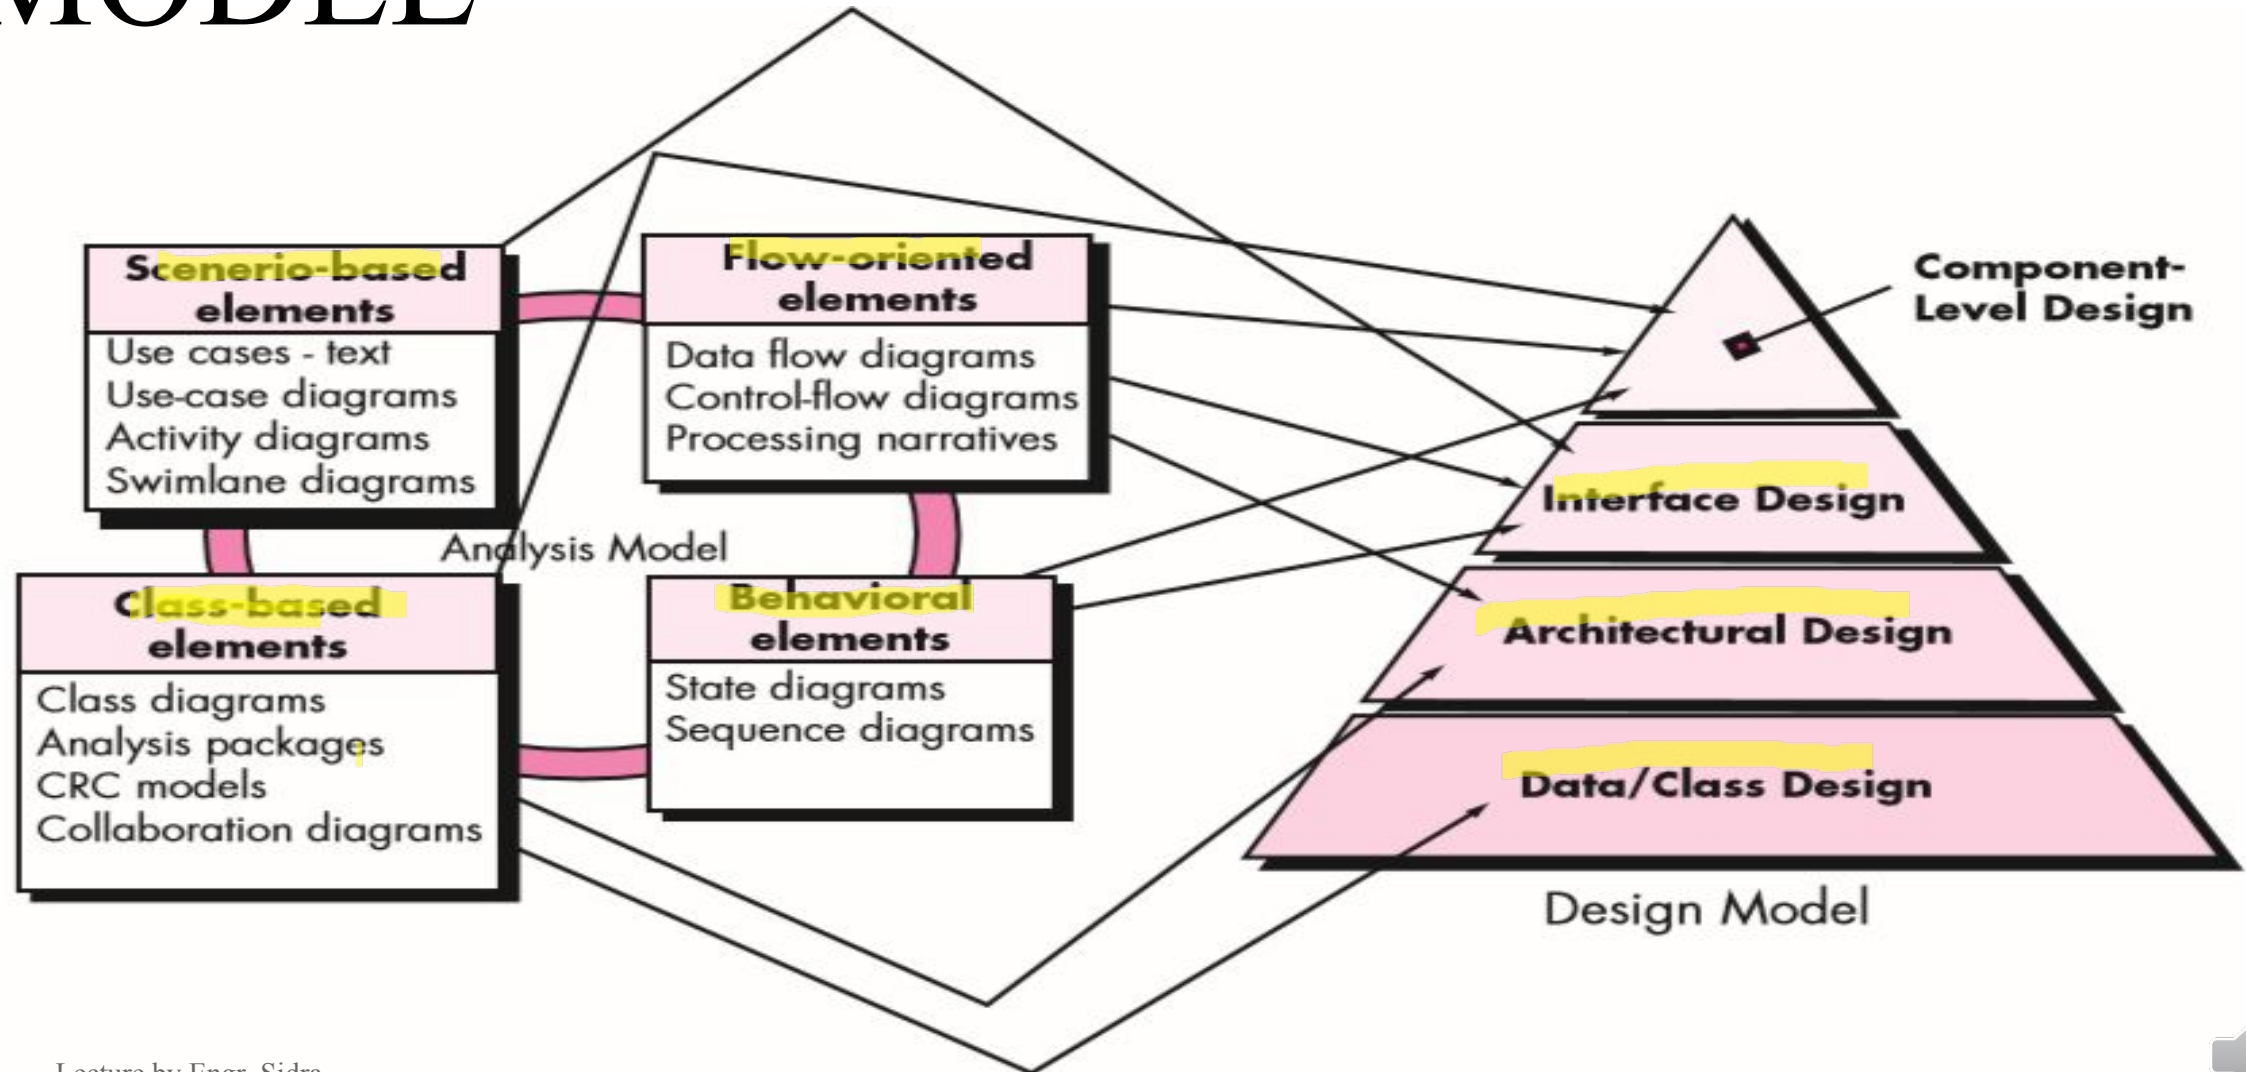 MODEL
Scenerio-based
elements
Use cases - text
Use-case diagrams
Activity diagrams
Swimlane diagrams
Flow-oriented
elements
Data flow diagrams
Control-flow diagrams
Processing narratives
Analysis Model
Class-based
elements
Class diagrams
Analysis packages
CRC models
Collaboration diagrams
Behavioral
elements
State diagrams
Sequence diagrams
Component-
Level Design
Interface Design
Architectural Design
Data/Class Design
Design Model
Lecture by Engr. Sidra